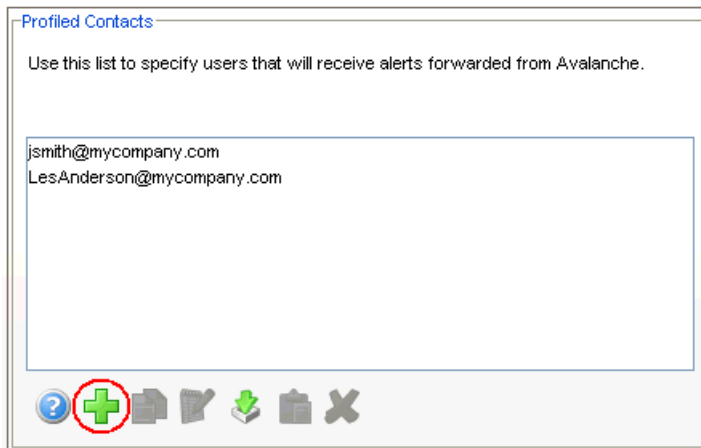 Profiled Contacts
Use this list to specify users that will receive alerts forwarded from Avalanche.
jsmith@mycompany.com
LesAnderson@mycompany.com
?